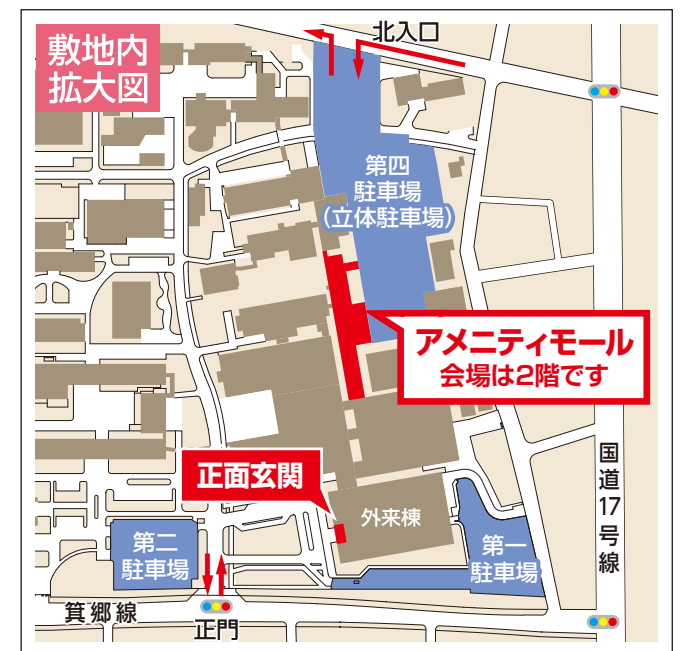 敷地内
拡大図
北入口
第四
駐車場
(立体駐車場)
アメニティモール
会場は2階です
正面玄関
外来棟
国道17号線
第二
駐車場
第一
駐車場
箕郷線
正門